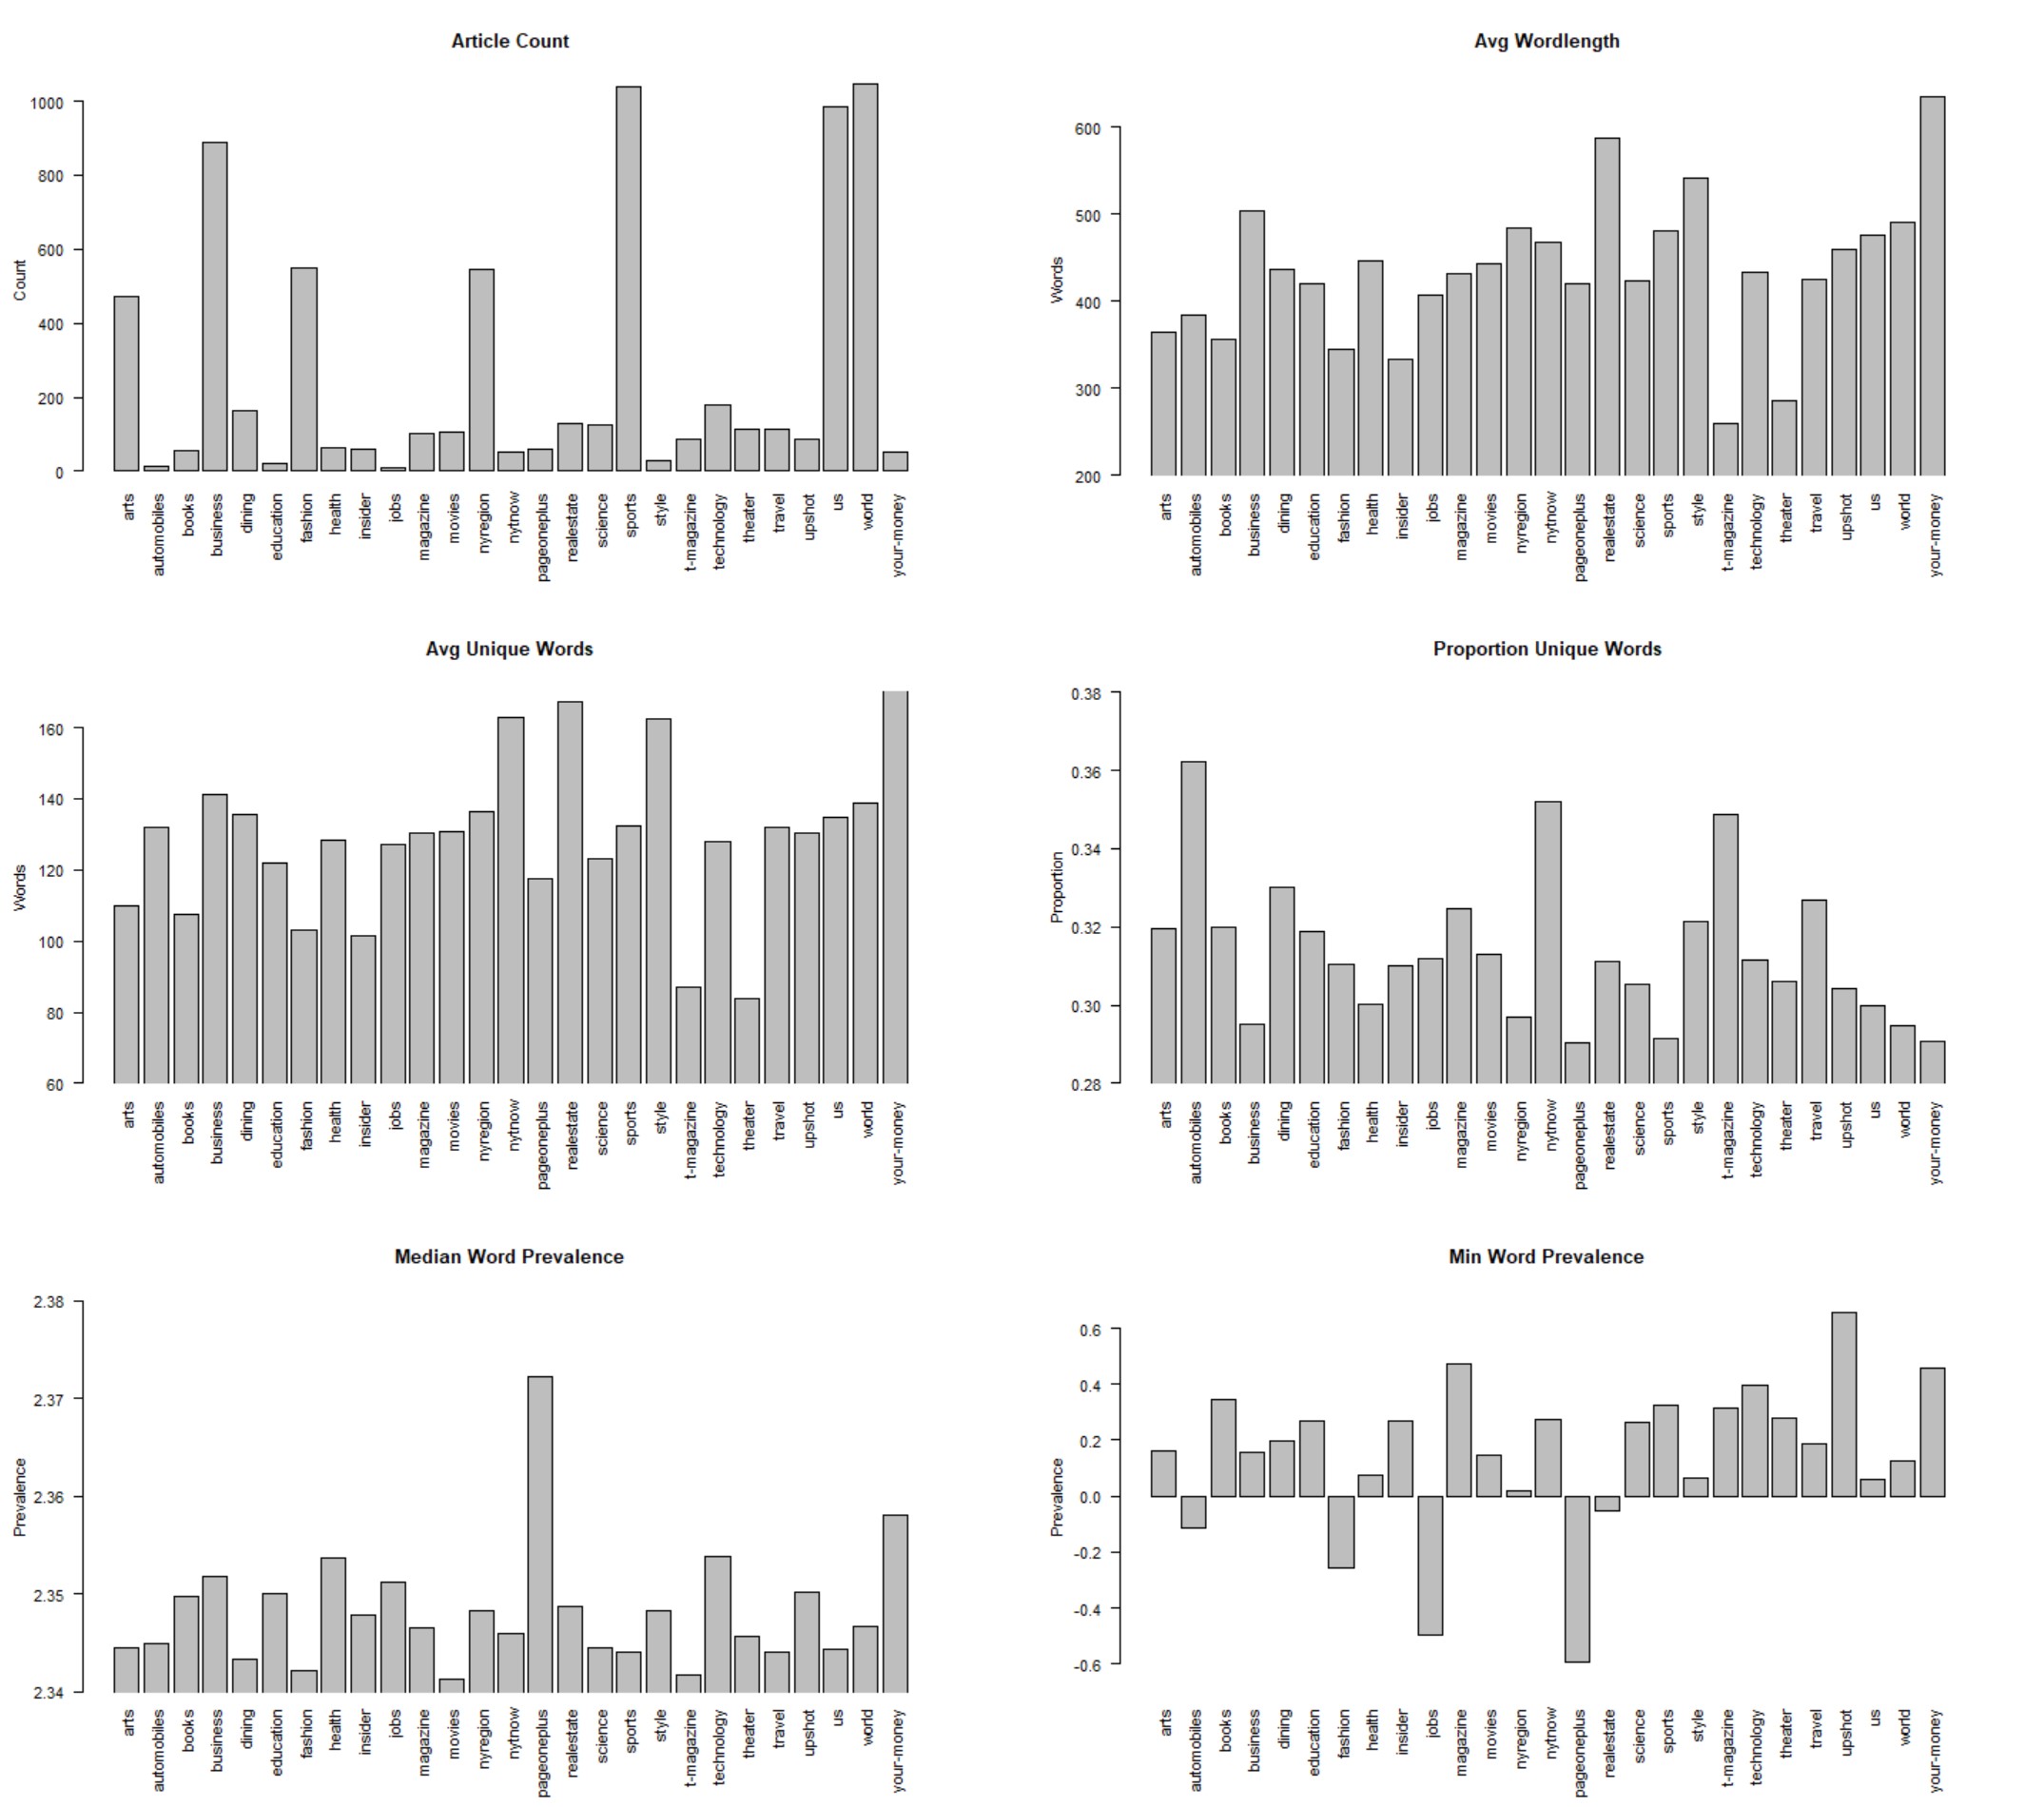 Article Count
Count
1000
800
600
400
200
0
arts
automobiles
books
business
dining
education
fashion
health
insider
jobs
magazine
movies
nyregion
nytnow
pageoneplus
realestate
science
sports
style
t-magazine
technology
theater
travel
upshot
us
world
your-money
Avg Wordlength
Words
600
500
400
300
200
arts
automobiles
books
business
dining
education
fashion
health
insider
jobs
magazine
movies
nyregion
nytnow
pageoneplus
realestate
science
sports
style
t-magazine
technology
theater
travel
upshot
us
world
your-money
Avg Unique Words
Words
160
140
120
100
80
60
arts
automobiles
books
business
dining
education
fashion
health
insider
jobs
magazine
movies
nyregion
nytnow
pageoneplus
realestate
science
sports
style
t-magazine
technology
theater
travel
upshot
us
world
your-money
Proportion Unique Words
Proportion
0.38
0.36
0.34
0.32
0.30
0.28
arts
automobiles
books
business
dining
education
fashion
health
insider
jobs
magazine
movies
nyregion
nytnow
pageoneplus
realestate
science
sports
style
t-magazine
technology
theater
travel
upshot
us
world
your-money
Median Word Prevalence
Prevalence
2.38
2.37
2.36
2.35
2.34
arts
automobiles
books
business
dining
education
fashion
health
insider
jobs
magazine
movies
nyregion
nytnow
pageoneplus
realestate
science
sports
style
t-magazine
technology
theater
travel
upshot
us
world
your-money
Min Word Prevalence
Prevalence
0.6
0.4
0.2
0.0
-0.2
-0.4
-0.6
arts
automobiles
books
business
dining
education
fashion
health
insider
jobs
magazine
movies
nyregion
nytnow
pageoneplus
realestate
science
sports
style
t-magazine
technology
theater
travel
upshot
us
world
your-money